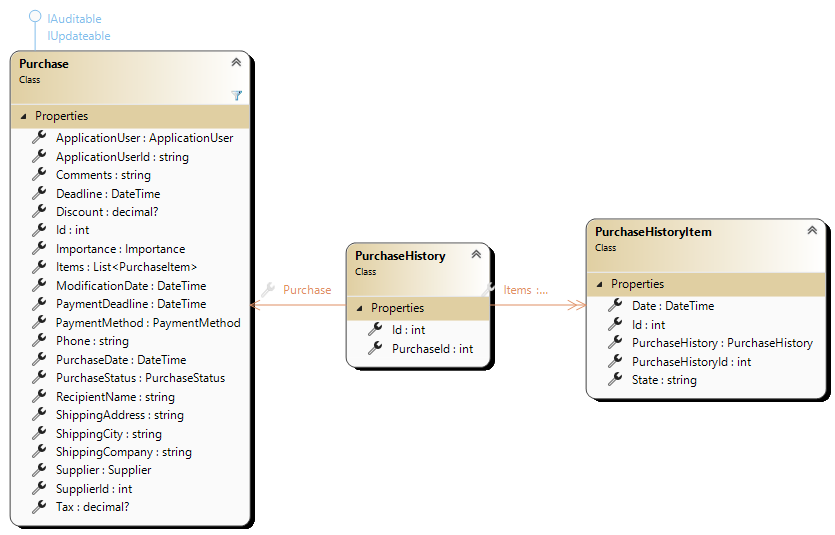 IAuditable
IUpdateable
Purchase
Class
Properties
ApplicationUser : ApplicationUser
ApplicationUserId : string
Comments : string
Deadline : DateTime
Discount : decimal?
Id : int
Importance : Importance
Items : List<PurchaseItem>
ModificationDate : DateTime
PaymentDeadline : DateTime
PaymentMethod : PaymentMethod
Phone : string
PurchaseDate : DateTime
PurchaseStatus : PurchaseStatus
RecipientName : string
ShippingAddress : string
ShippingCity : string
ShippingCompany : string
Supplier : Supplier
SupplierId : int
Tax : decimal?
Purchase
PurchaseHistory
Class
Properties
Id : int
PurchaseId : int
Items :...
PurchaseHistoryItem
Class
Properties
Date : DateTime
Id : int
PurchaseHistory : PurchaseHistory
PurchaseHistoryId : int
State : string